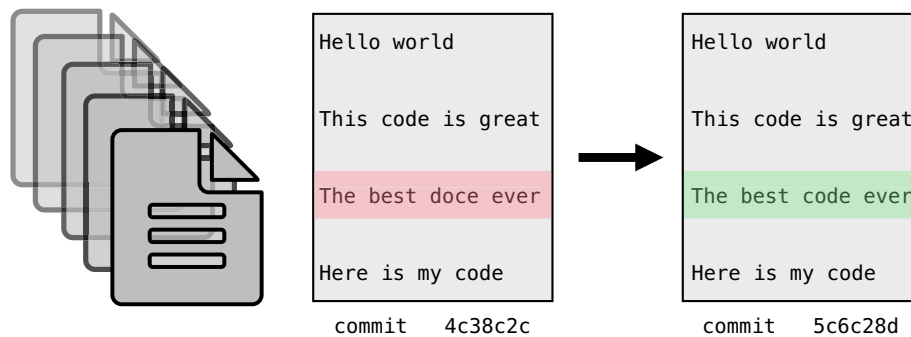 Hello world
This code is great
The best doce ever
Here is my code
commit 4c38c2c
Hello world
This code is great
The best code ever
Here is my code
commit 5c6c28d